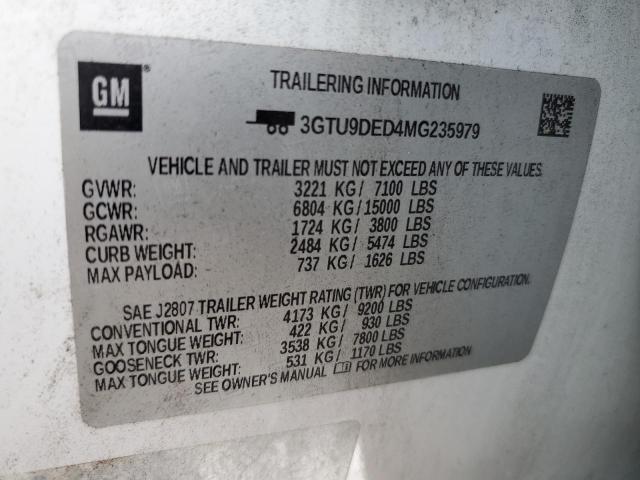 GM ®
TRAILERING INFORMATION
3GTU9DED4MG235979
VEHICLE AND TRAILER MUST NOT EXCEED ANY OF THESE VALUES.
GVWR: 3221 KG/ 7100 LBS
GCWR: 6804 KG/ 15000 LBS
RGAWR: 1724 KG/ 3800 LBS
CURB WEIGHT: 2484 KG/ 5474 LBS
MAX PAYLOAD: 737 KG/ 1626 LBS
SAE J2807 TRAILER WEIGHT RATING (TWR) FOR VEHICLE CONFIGURATION.
CONVENTIONAL TWR: 4173 KG/ 9200 LBS
MAX TONGUE WEIGHT: 422 KG/ 930 LBS
GOOSENECK TWR: 3538 KG/ 7800 LBS
MAX TONGUE WEIGHT: 531 KG/ 1170 LBS
SEE OWNER'S MANUAL FOR MORE INFORMATION